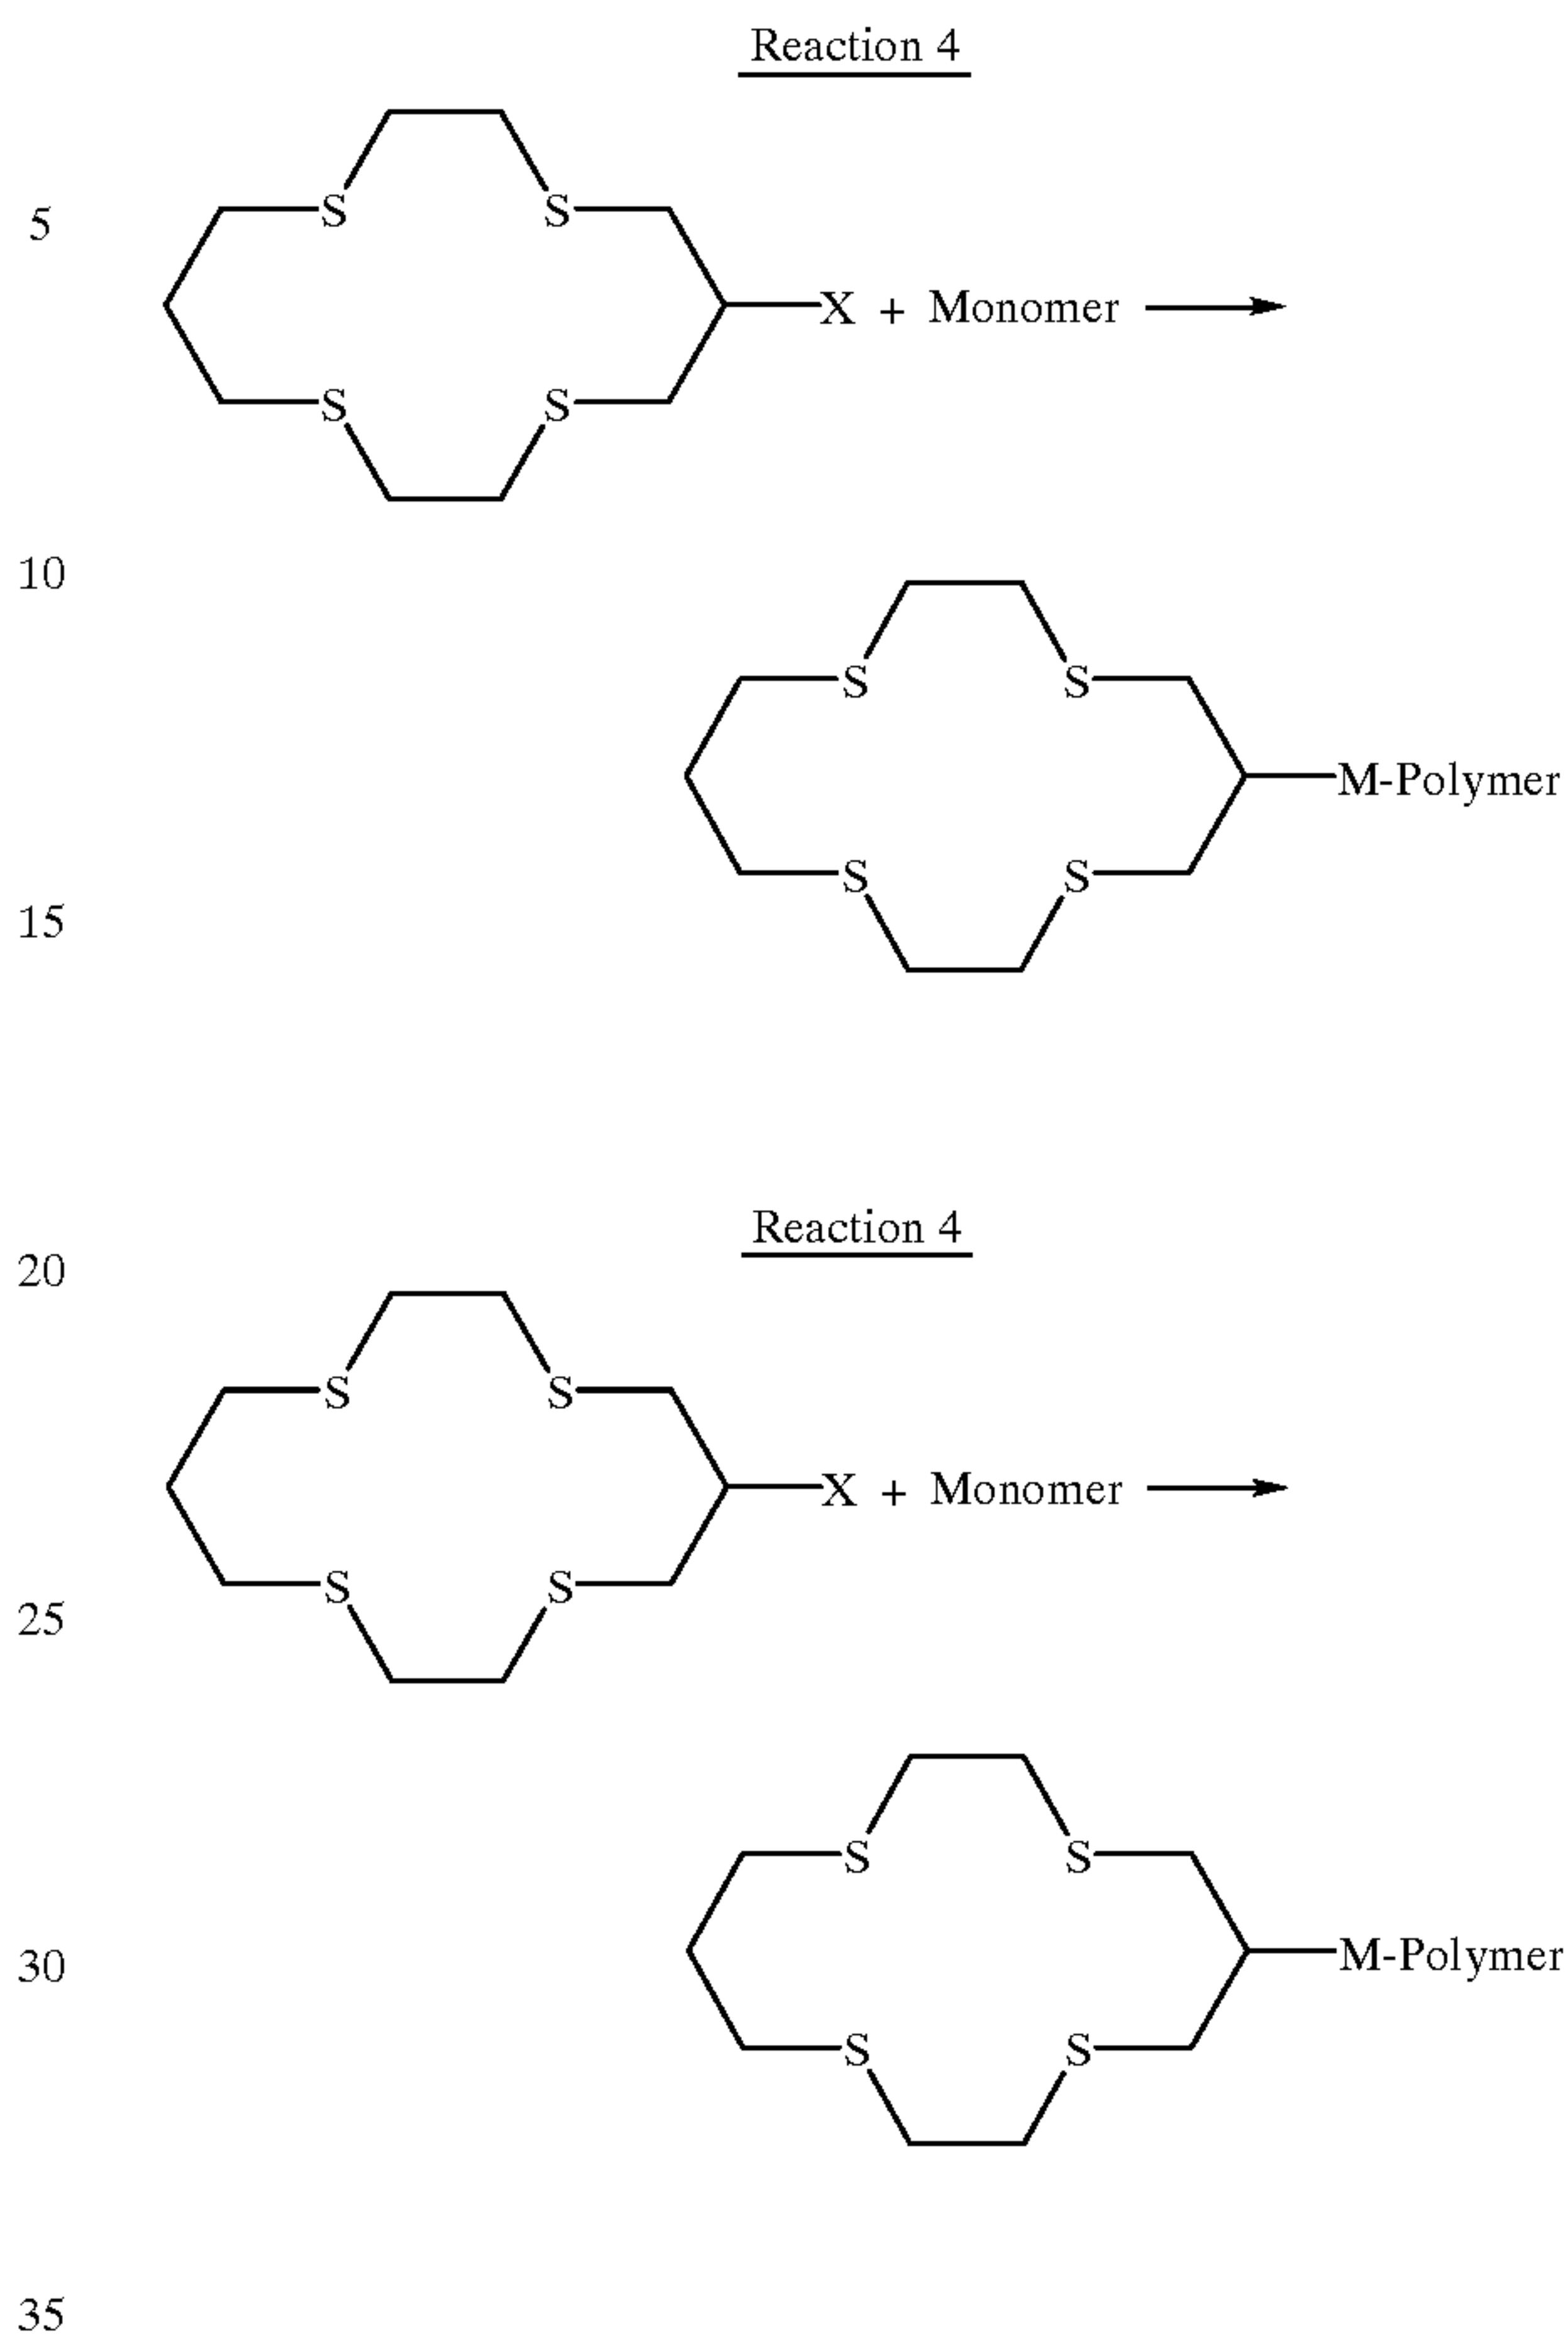 Reaction 4
S S
5
X + Monomer
S S
10
S S
M-Polymer
S S
15
Reaction 4
20
S S
X + Monomer
S S
25
S S
30 M-Polymer
S S
35